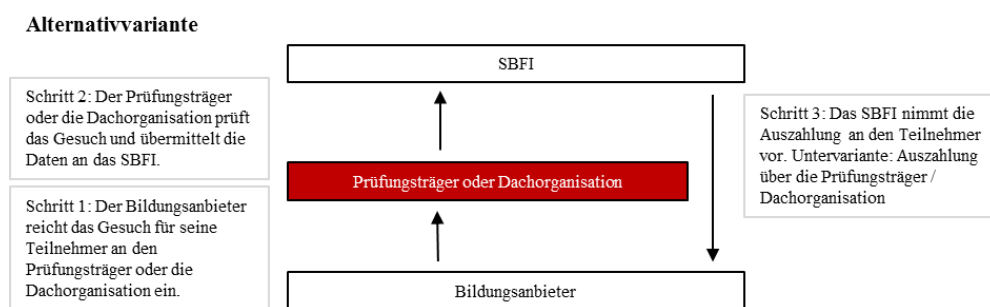 Alternativvariante
SBFI
Schritt 2: Der Prüfungsträger
oder die Dachorganisation prüft
das Gesuch und übermittelt die
Daten an das SBFI.
Schritt 3: Das SBFI nimmt die
Auszahlung an den Teilnehmer
vor. Untervariante: Auszahlung
über die Prüfungsträger /
Dachorganisation
Prüfungsträger oder Dachorganisation
Schritt 1: Der Bildungsanbieter
reicht das Gesuch für seine
Teilnehmer an den
Prüfungsträger oder die
Dachorganisation ein.
Bildungsanbieter